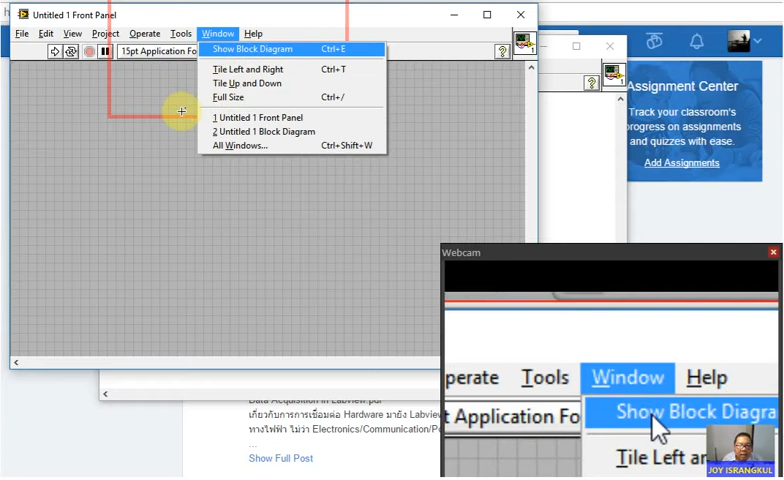 Untitled 1 Front Panel
File Edit View Project Operate Tools Window Help
15pt Application Fo
Show Block Diagram Ctrl+E
Tile Left and Right Ctrl+T
Tile Up and Down
Full Size Ctrl+/
1 Untitled 1 Front Panel
2 Untitled 1 Block Diagram
All Windows... Ctrl+Shift+W
Assignment Center
Track your classroom's
progress on assignments
and quizzes with ease.
Add Assignments
Webcam
perate Tools Window Help
t Application Fo
Show Block Diagra
Tile Left an
JOY ISRANGKUL
Data Acquisition in Labview.pdf
เกี่ยวกับการการเชื่อมต่อ Hardware มายัง Labview
ทางไฟฟ้า ไม่ว่า Electronics/Communication/Po
...
Show Full Post